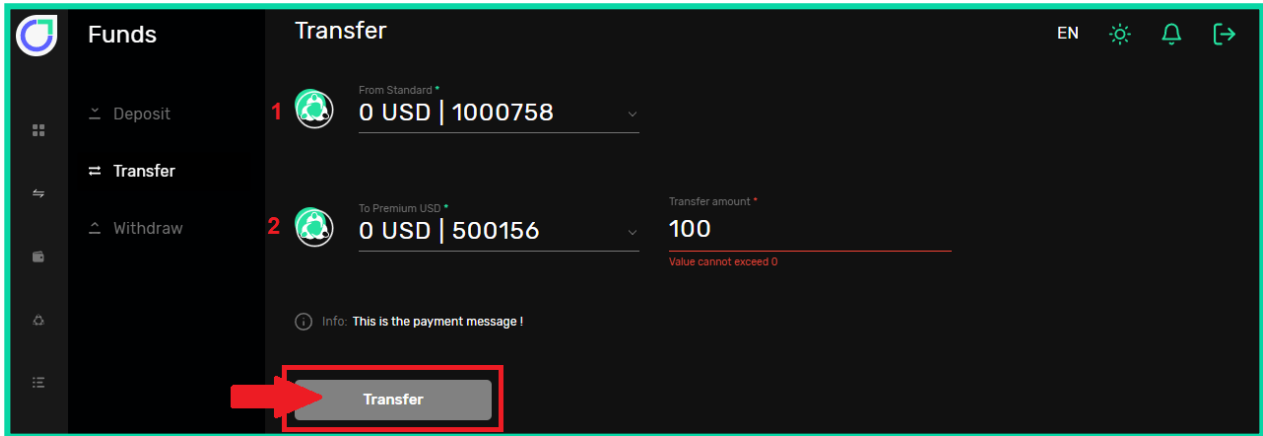 Funds
Transfer
EN
Deposit
1
From Standard *
0 USD | 1000758
Transfer
2
To Premium USD *
0 USD | 500156
Transfer amount *
100
Value cannot exceed 0
Withdraw
Info: This is the payment message !
Transfer